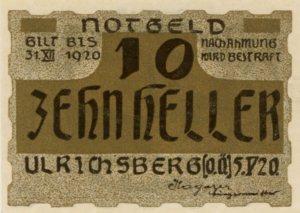 NOTGELD
GILT BIS
31.XII 1920
NACHAHMUNG
WIRD BESTRAFT
10
ZEHN HELLER
ULRICHSBERG (O.Ö) 5.V 20.